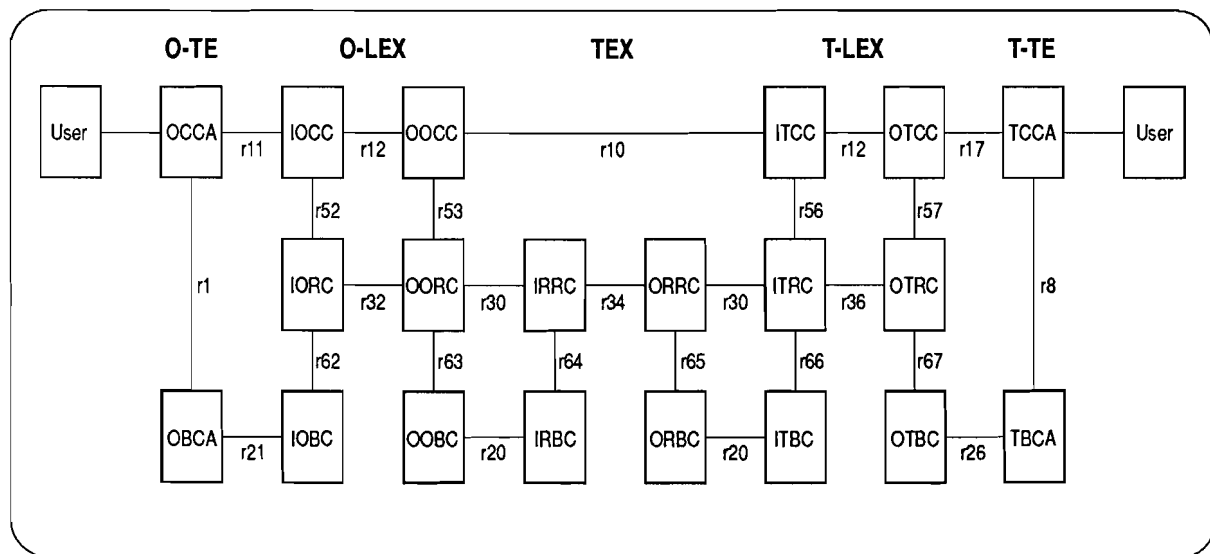 O-TE O-LEX TEX T-LEX T-TE
User OCCA IOCC OOCC ITCC OTCC TCCA User
r11 r12 r10 r12 r17
r52 r53 r56 r57
r1 IORC OORC IRRC ORRC ITRC OTRC r8
r32 r30 r34 r30 r36
r62 r63 r64 r65 r66 r67
OBCA IOBC OOBC IRBC ORBC ITBC OTBC TBCA
r21 r20 r20 r26